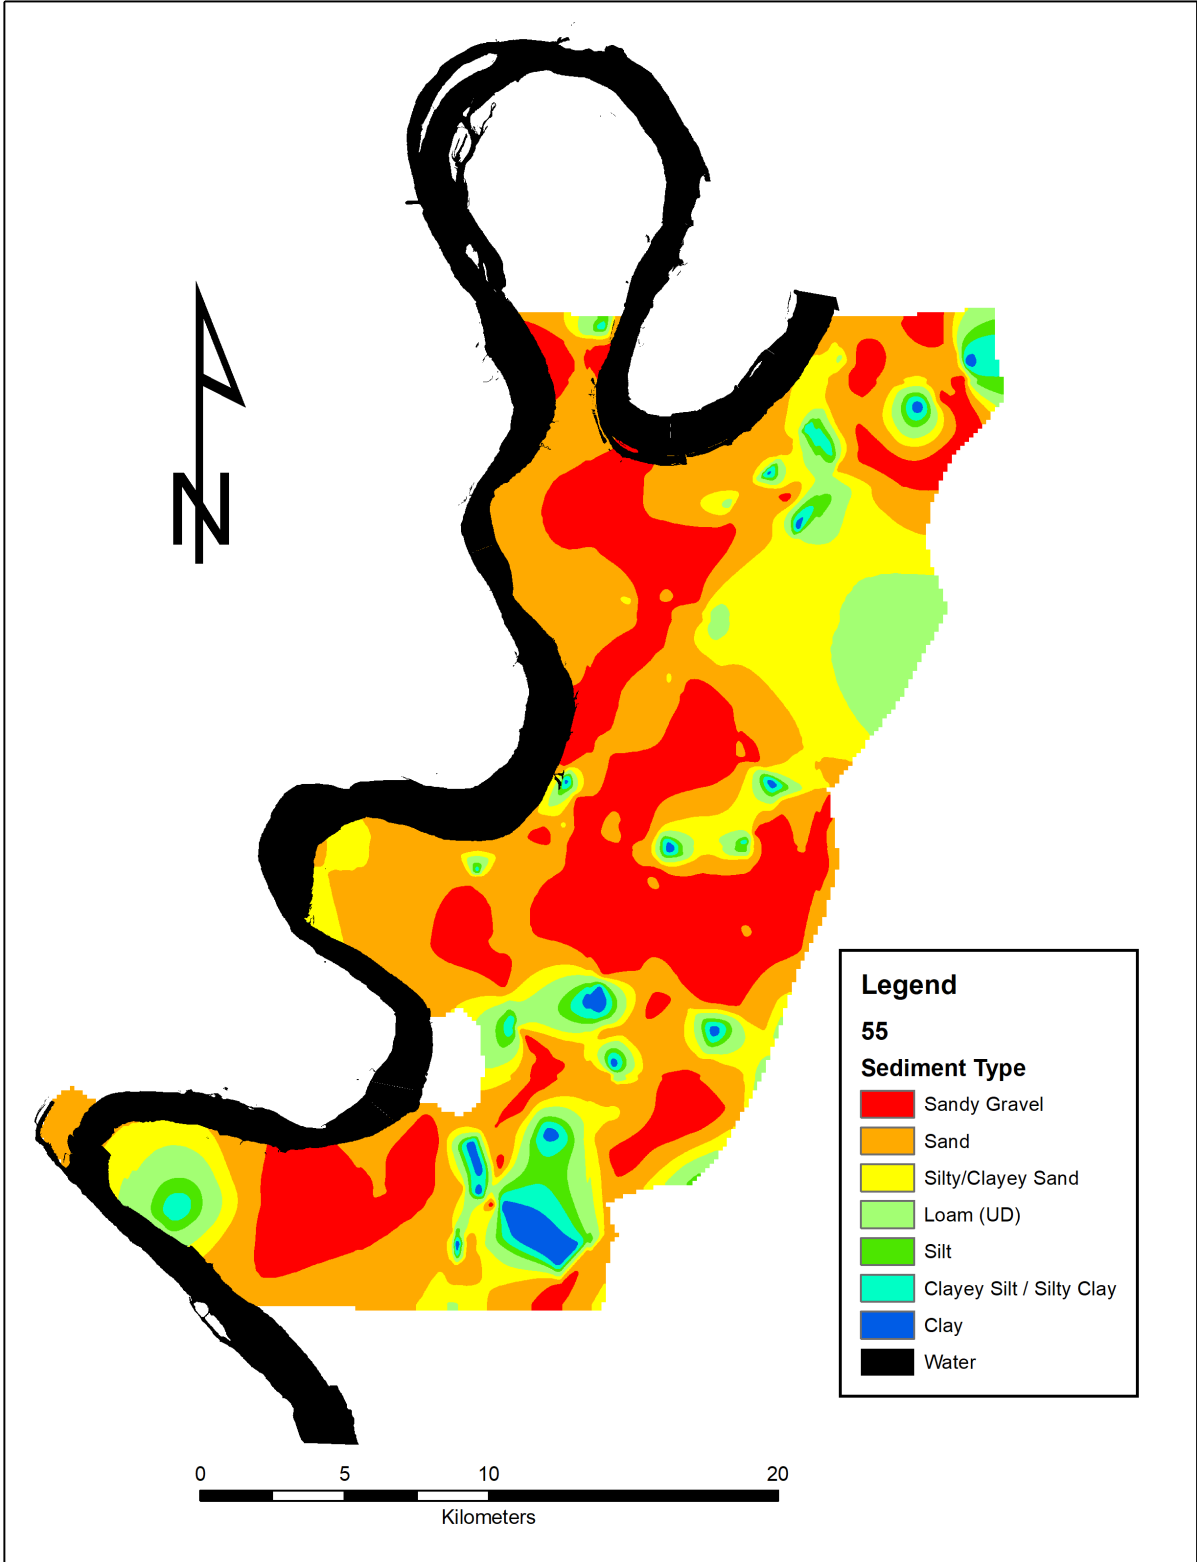 N
Legend
55
Sediment Type
Sandy Gravel
Sand
Silty/Clayey Sand
Loam (UD)
Silt
Clayey Silt / Silty Clay
Clay
Water
0 5 10 20
Kilometers